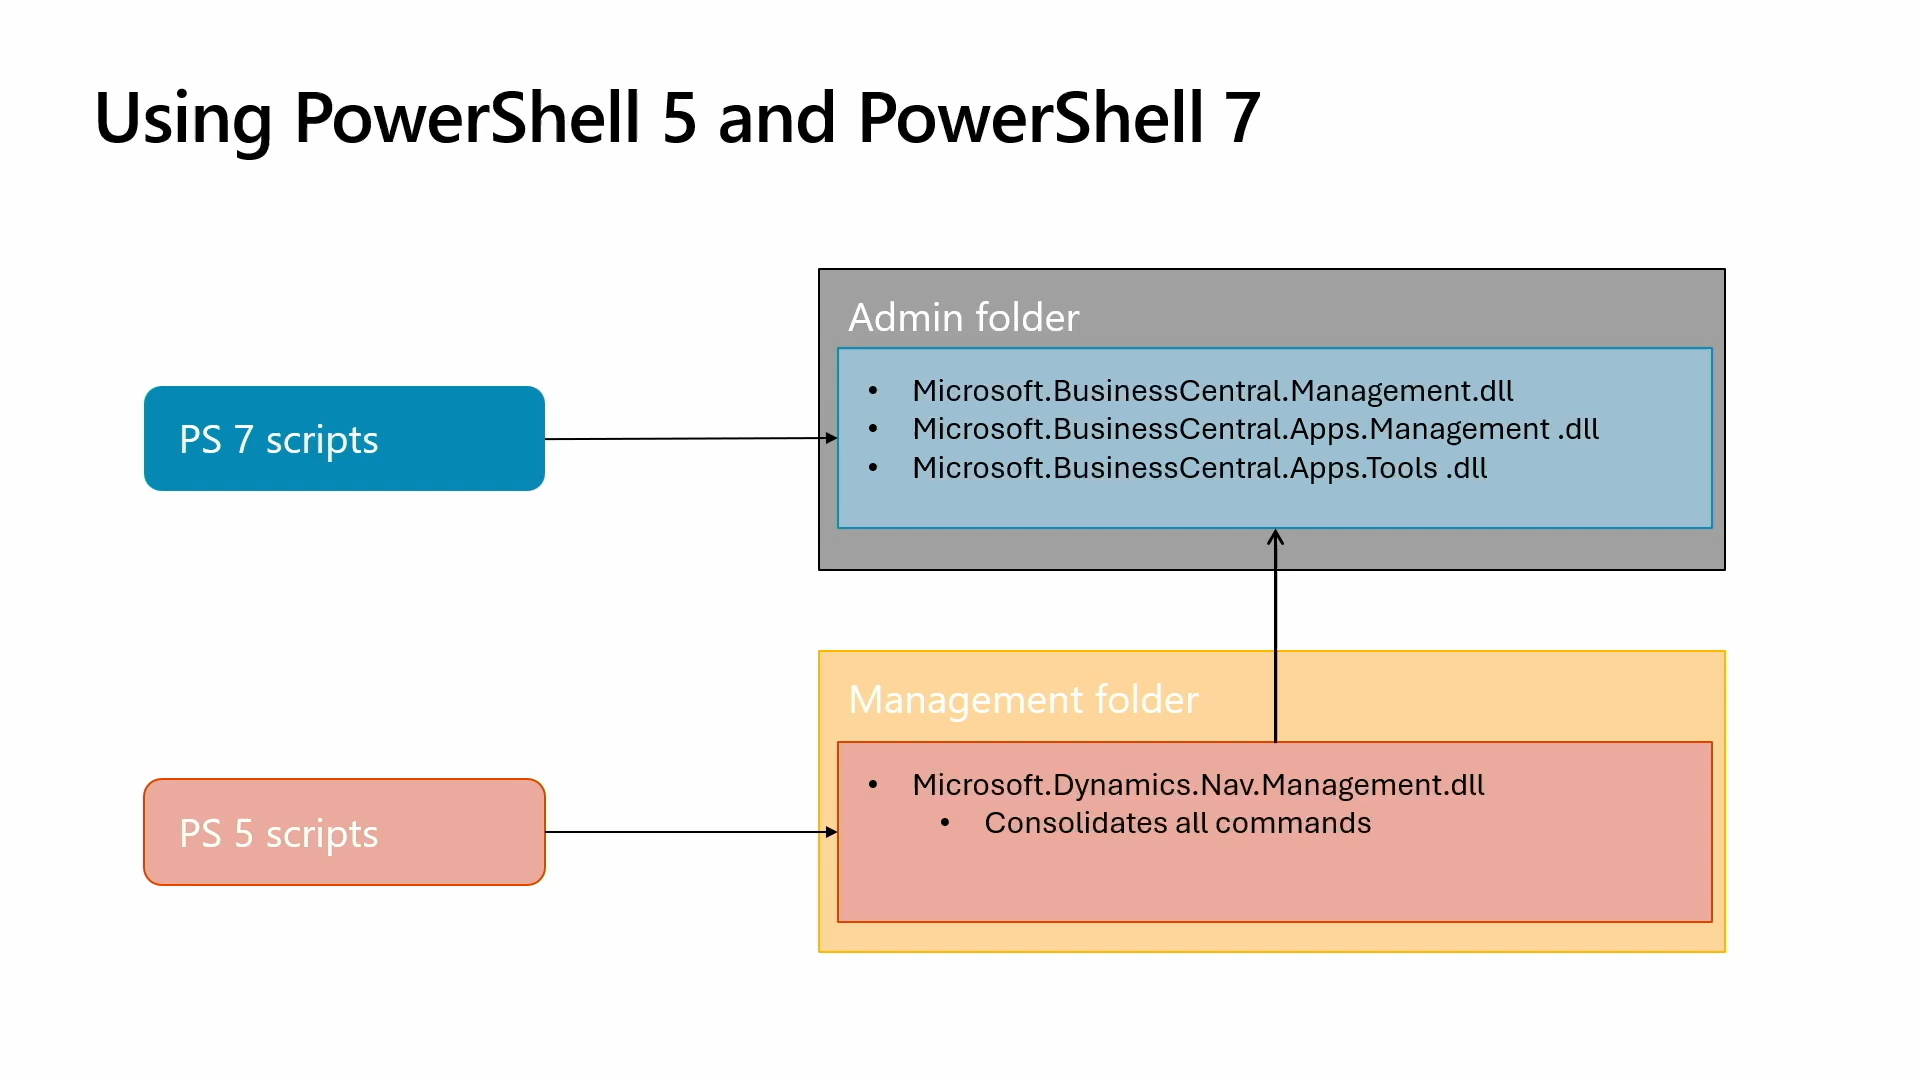 Using PowerShell 5 and PowerShell 7
Admin folder
• Microsoft.BusinessCentral.Management.dll
• Microsoft.BusinessCentral.Apps.Management .dll
• Microsoft.BusinessCentral.Apps.Tools .dll
PS 7 scripts
Management folder
• Microsoft.Dynamics.Nav.Management.dll
• Consolidates all commands
PS 5 scripts